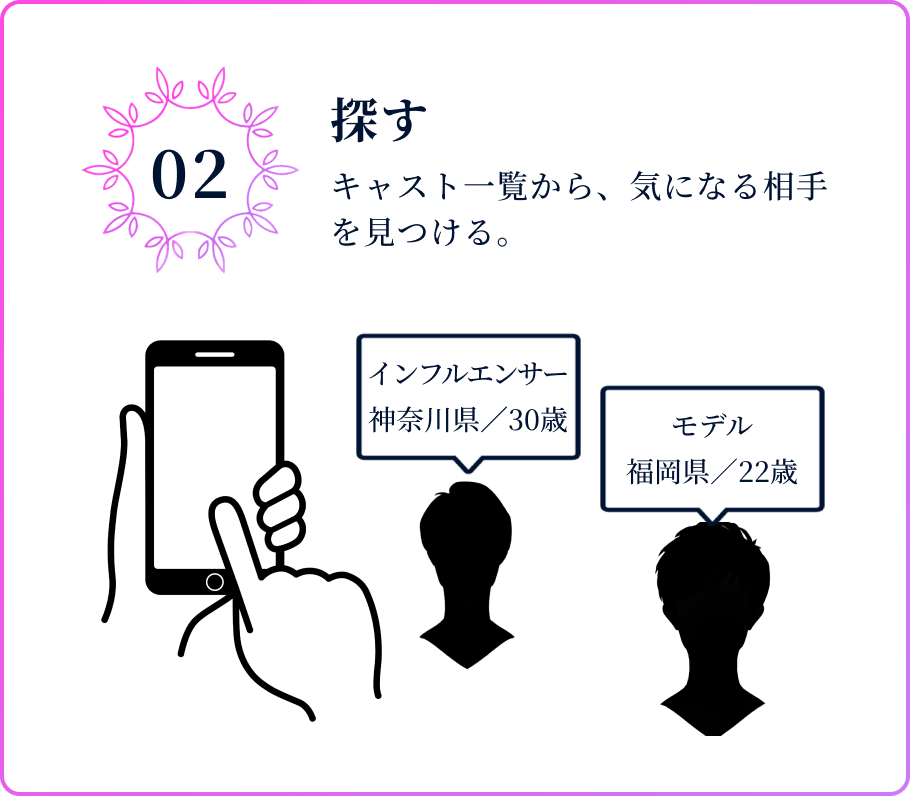 02
探す
キャスト一覧から、気になる相手
を見つける。
インフルエンサー
神奈川県／30歳
モデル
福岡県／22歳